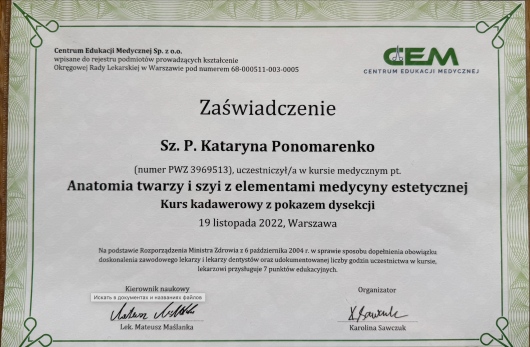 Centrum Edukacji Medycznej Sp. z o.o.
wpisane do rejestru podmiotów prowadzących kształcenie
Okręgowej Rady Lekarskiej w Warszawie pod numerem 68-000511-003-0005
CEM
CENTRUM EDUKACJI MEDYCZNEJ
Zaświadczenie
Sz. P. Kataryna Ponomarenko
(numer PWZ 3969513), uczestniczył/a w kursie medycznym pt.
Anatomia twarzy i szyi z elementami medycyny estetycznej
Kurs kadawerowy z pokazem dysekcji
19 listopada 2022, Warszawa
Na podstawie Rozporządzenia Ministra Zdrowia z 6 października 2004 r. w sprawie sposobu dopełnienia obowiązku
doskonalenia zawodowego lekarzy i lekarzy dentystów oraz udokumentowanej liczby godzin uczestnictwa w kursie,
lekarzowi przysługuje 7 punktów edukacyjnych.
Kierownik naukowy
Organizator
Искать в документах и названиях файлов
Lek. Mateusz Maślanka
Karolina Sawczuk